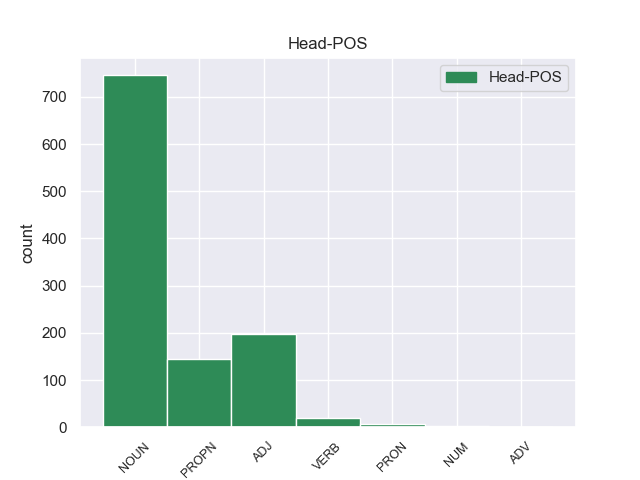 Head-POS
Head-POS
700
600
500
400
300
200
100
0
count
NOUN
PROPN
ADJ
VERB
PRON
NUM
ADV